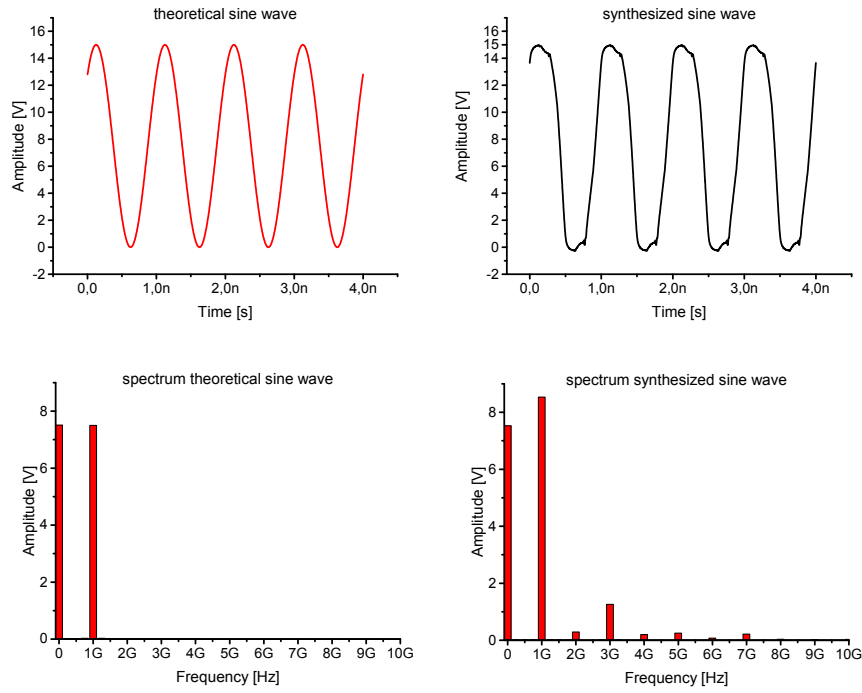 theoretical sine wave
16
14
12
10
8
6
4
2
0
-2
Amplitude [V]
0,0
1,0n
2,0n
3,0n
4,0n
Time [s]
synthesized sine wave
16
15
14
12
10
8
6
4
2
0
-2
Amplitude [V]
0,0
1,0n
2,0n
3,0n
4,0n
Time [s]
spectrum theoretical sine wave
8
6
4
2
0
Amplitude [V]
0 1G 2G 3G 4G 5G 6G 7G 8G 9G 10G
Frequency [Hz]
spectrum synthesized sine wave
8
6
4
2
0
Amplitude [V]
0 1G 2G 3G 4G 5G 6G 7G 8G 9G 10G
Frequency [Hz]